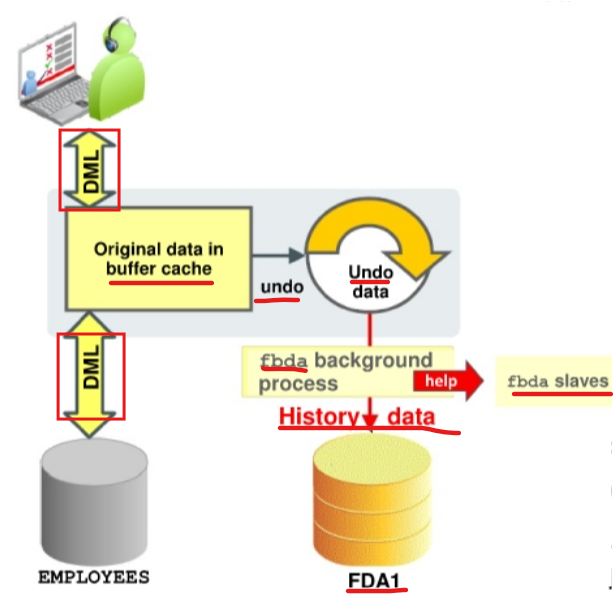 DML
Original data in
buffer cache
undo
Undo
data
DML
fbda background
process
help
fbda slaves
History data
EMPLOYEES
FDA1